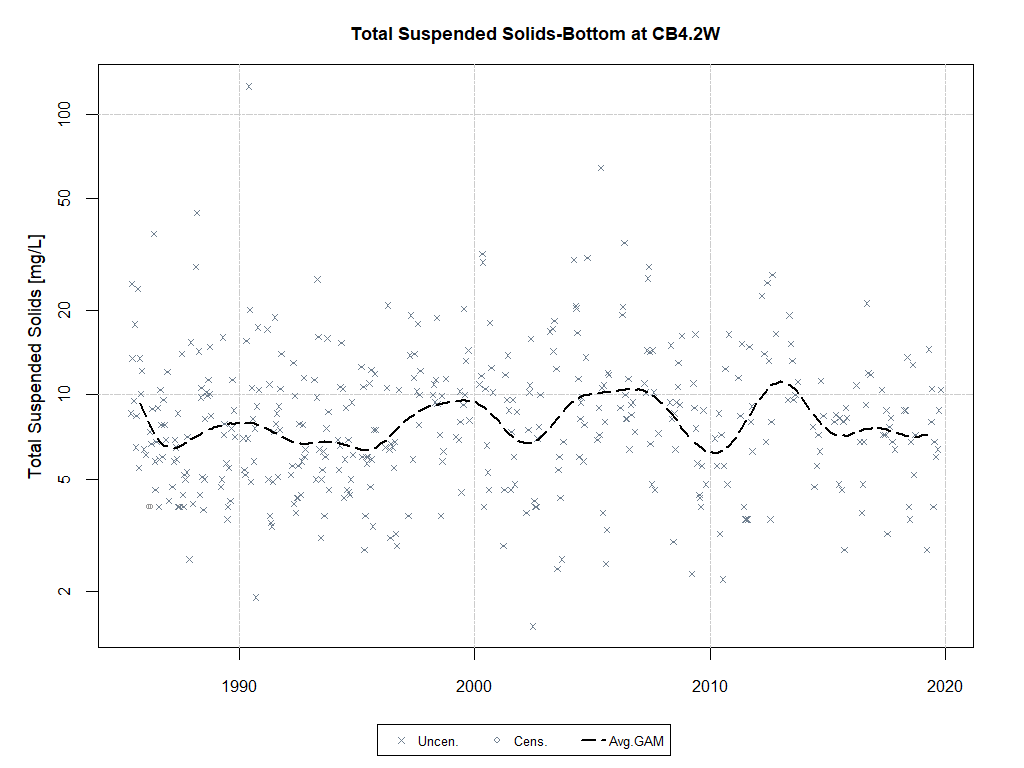 Total Suspended Solids-Bottom at CB4.2W
Total Suspended Solids [mg/L]
100
50
20
10
5
2
1990 2000 2010 2020
Uncen. Cens. Avg.GAM